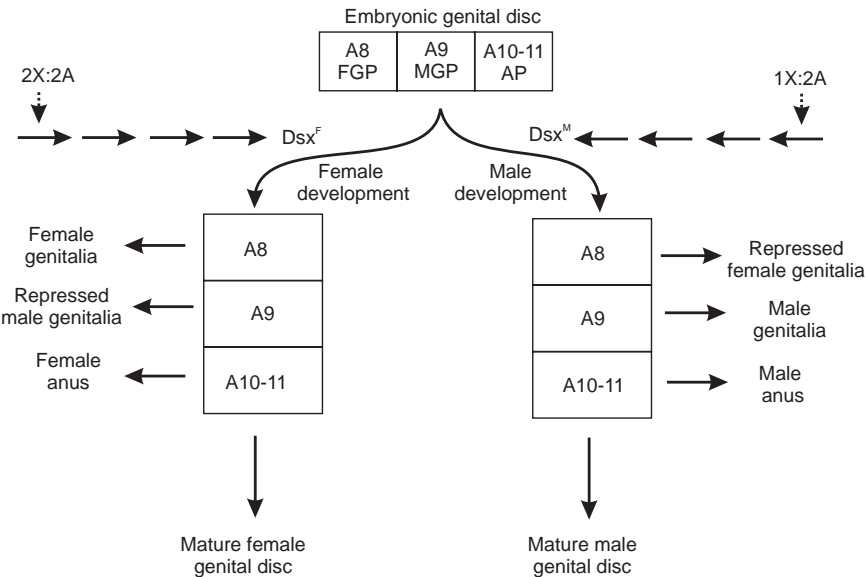 Embryonic genital disc
A8
FGP
A9
MGP
A10-11
AP
2X:2A
1X:2A
Dsx^F
Dsx^M
Female
development
Male
development
Female
genitalia
A8
Repressed
male genitalia
A9
Female
anus
A10-11
A8
Repressed
female genitalia
A9
Male
genitalia
A10-11
Male
anus
Mature female
genital disc
Mature male
genital disc